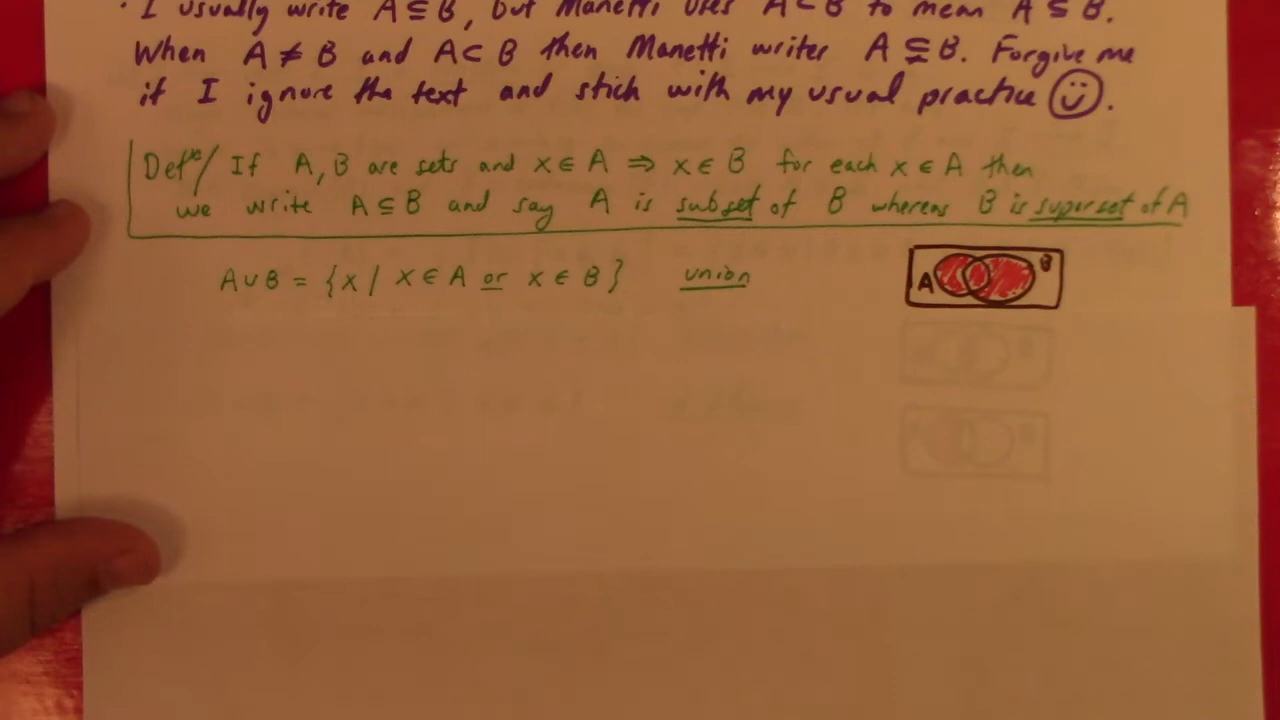 · I usually write A ⊆ B, but Manetti uses A ⊂ B to mean A ⊆ B.
When A ≠ B and A ⊂ B then Manetti writes A ⊊ B. Forgive me
if I ignore the text and stick with my usual practice ☺.
Defⁿ/ If A, B are sets and x ∈ A ⇒ x ∈ B for each x ∈ A then
we write A ⊆ B and say A is subset of B whereas B is superset of A
A∪B = {x | x ∈ A or x ∈ B} union
A B